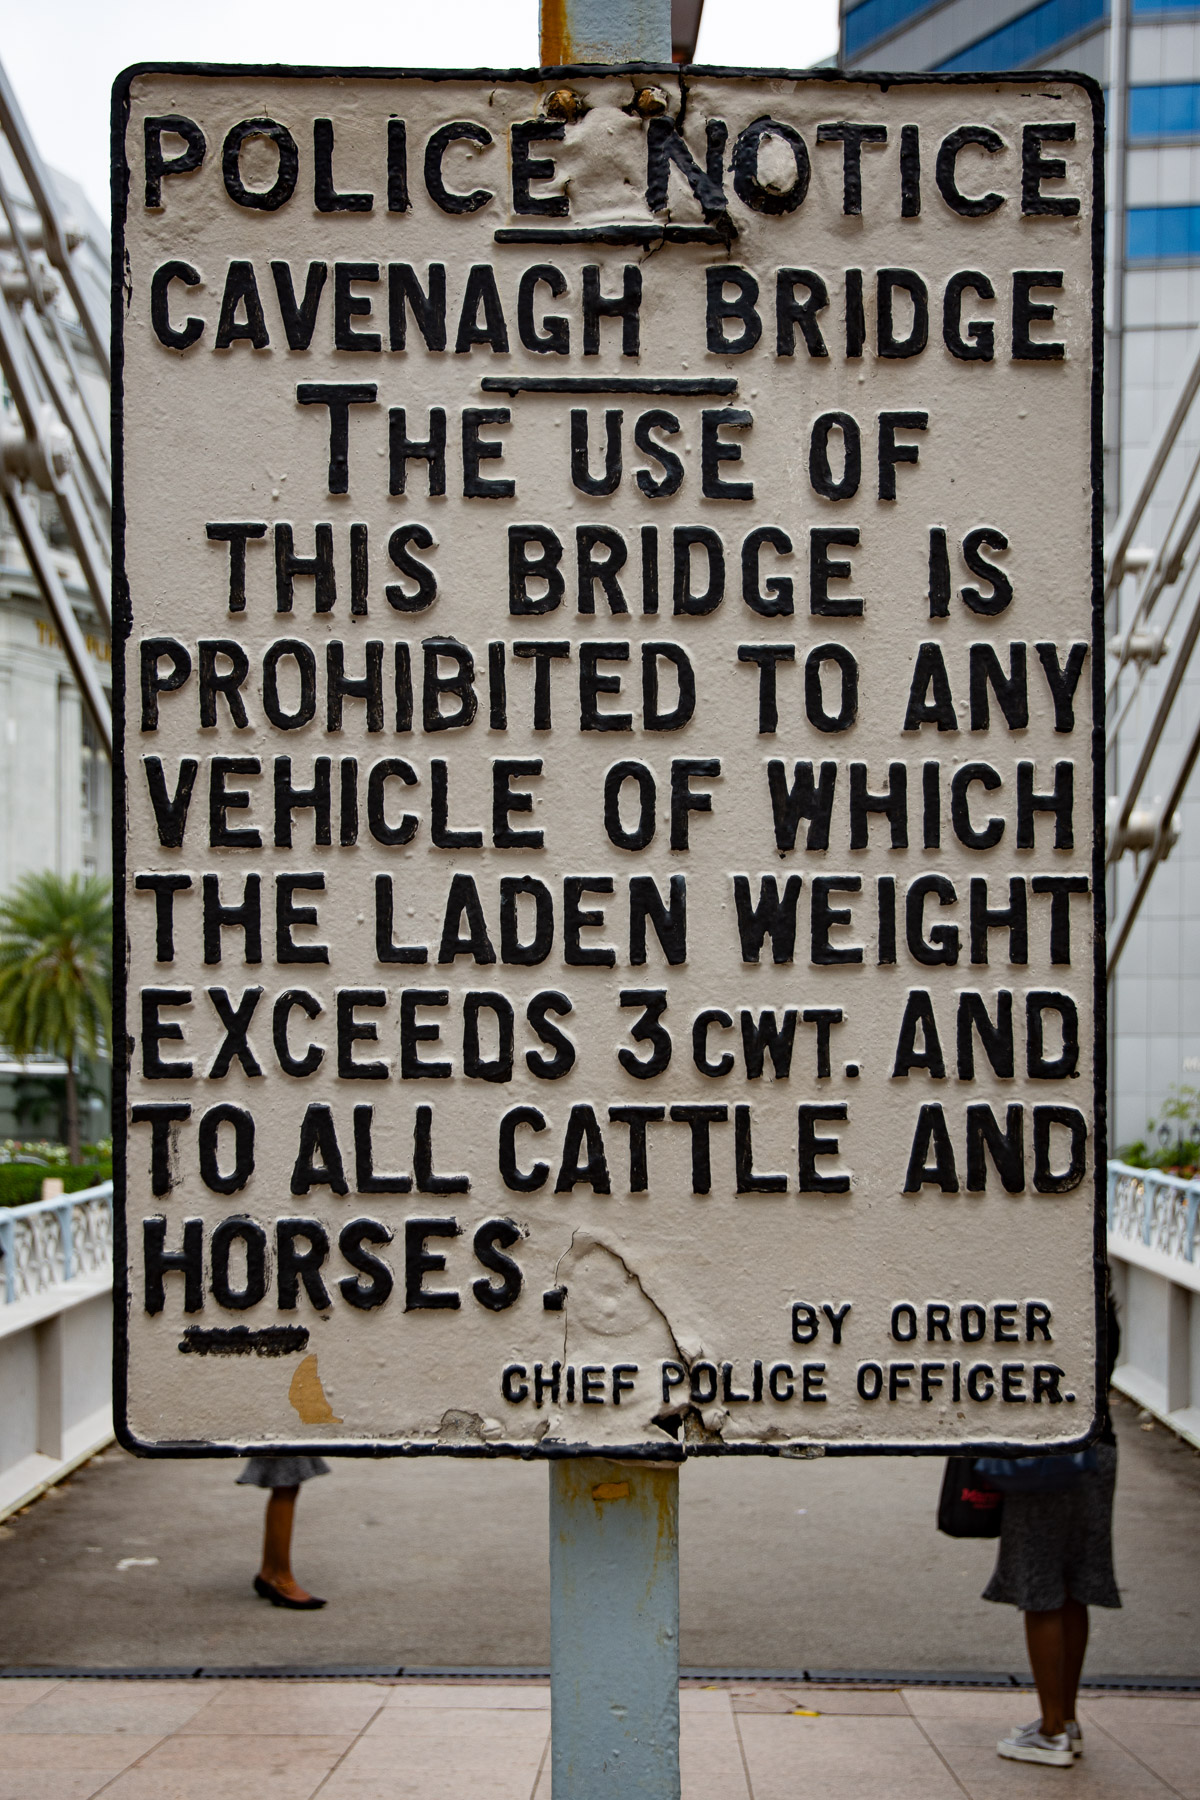 POLICE NOTICE
CAVENAGH BRIDGE
THE USE OF
THIS BRIDGE IS
PROHIBITED TO ANY
VEHICLE OF WHICH
THE LADEN WEIGHT
EXCEEDS 3 CWT. AND
TO ALL CATTLE AND
HORSES.
BY ORDER
CHIEF POLICE OFFICER.